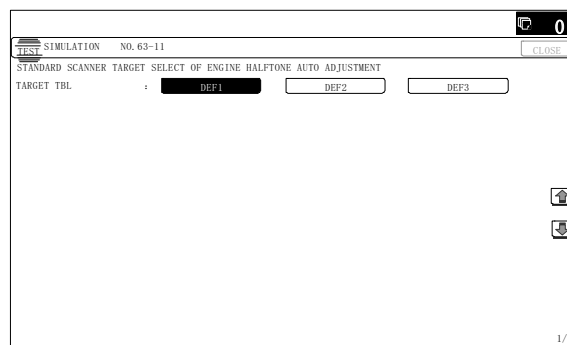 0
TEST SIMULATION NO. 63-11
CLOSE
STANDARD SCANNER TARGET SELECT OF ENGINE HALFTONE AUTO ADJUSTMENT
TARGET TBL : DEF1 DEF2 DEF3
1/